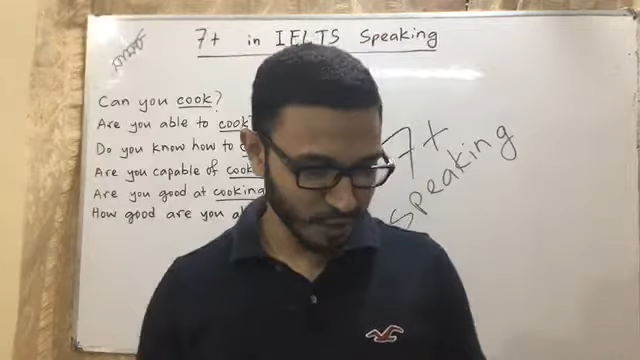 7+ in IELTS Speaking
Can you cook?
Are you able to cook
Do you know how to
Are you capable of cook
Are you good at cooking
How good are you
7+
speaking